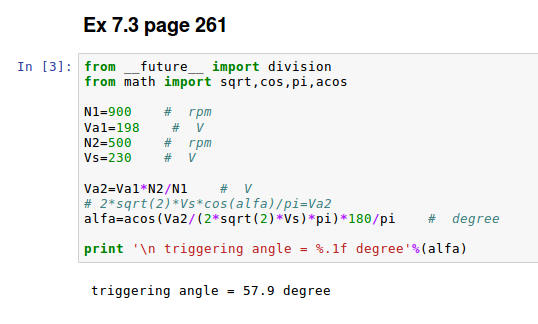 Ex 7.3 page 261
In [3]: from __future__ import division
from math import sqrt,cos,pi,acos
N1=900    #  rpm
Va1=198    #  V
N2=500    #  rpm
Vs=230    #  V
Va2=Va1*N2/N1    #  V
# 2*sqrt(2)*Vs*cos(alfa)/pi=Va2
alfa=acos(Va2/(2*sqrt(2)*Vs)*pi)*180/pi    #  degree
print '\n triggering angle = %.1f degree'%(alfa)
triggering angle = 57.9 degree